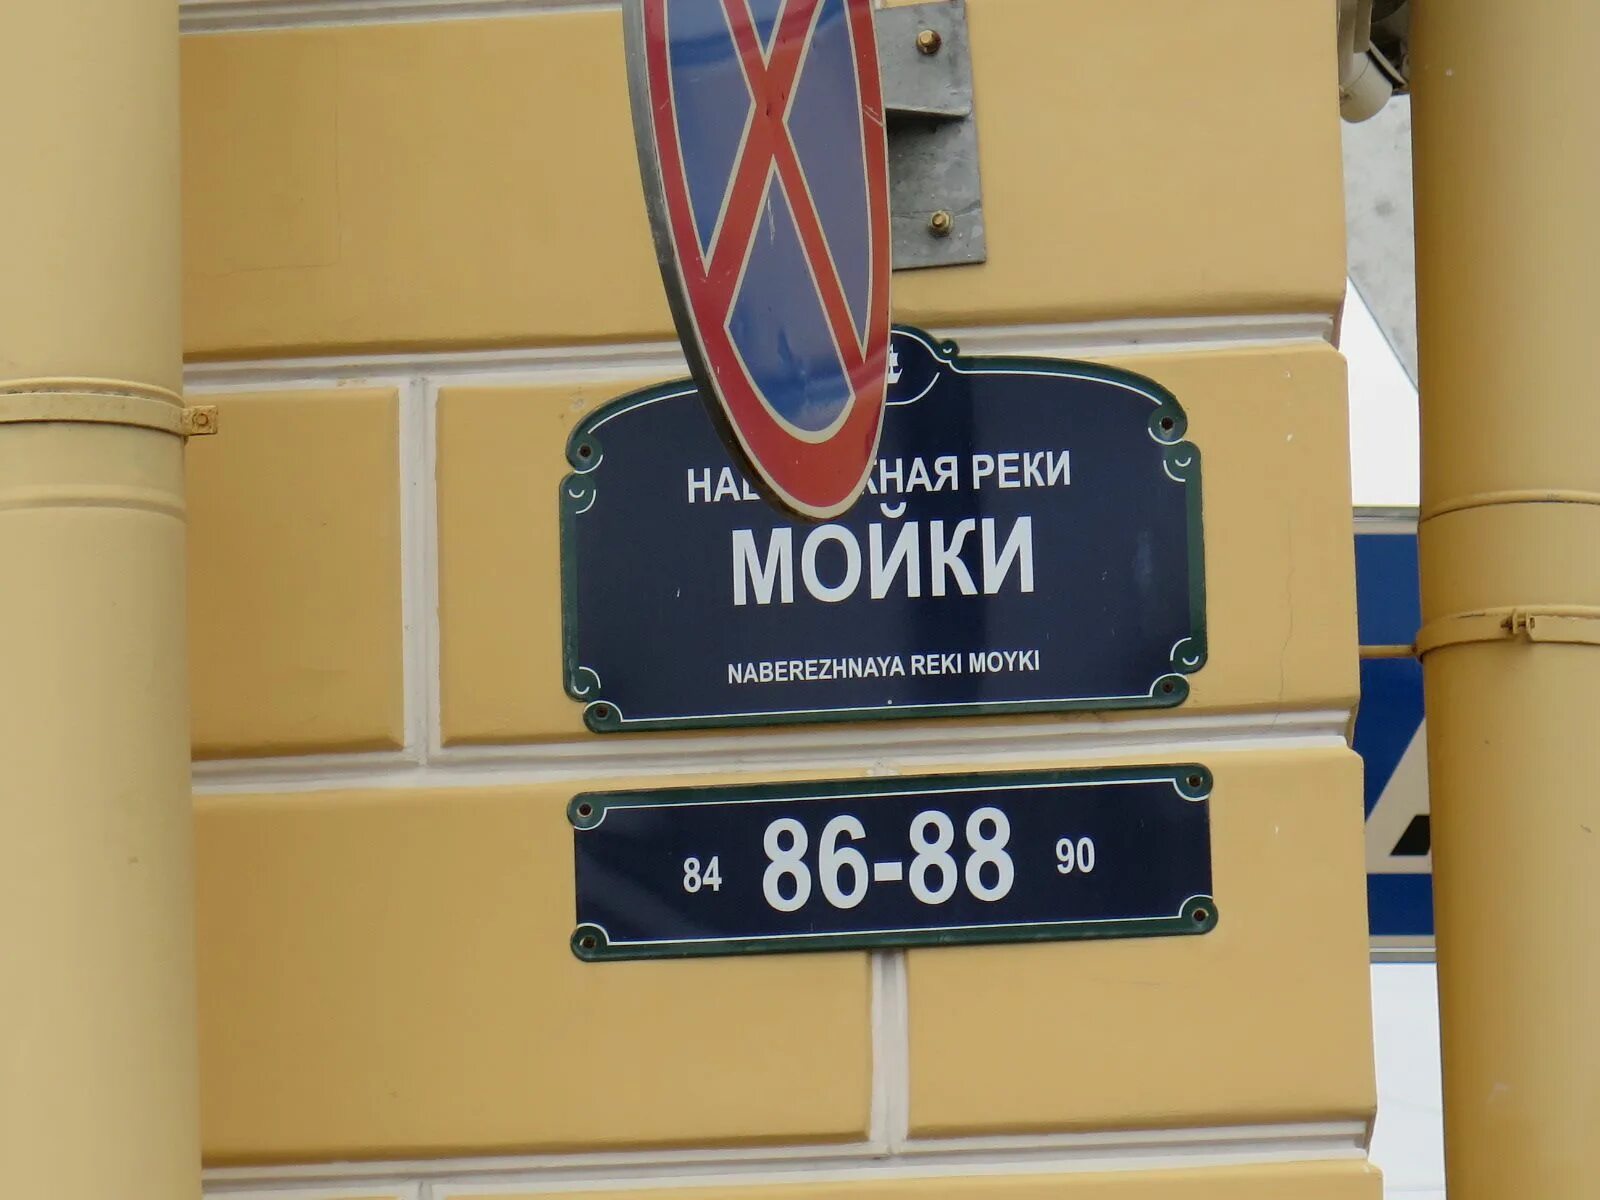 РЕКИ
МОЙКИ
NABEREZHNAYA REKI MOYKI
84 86-88 90